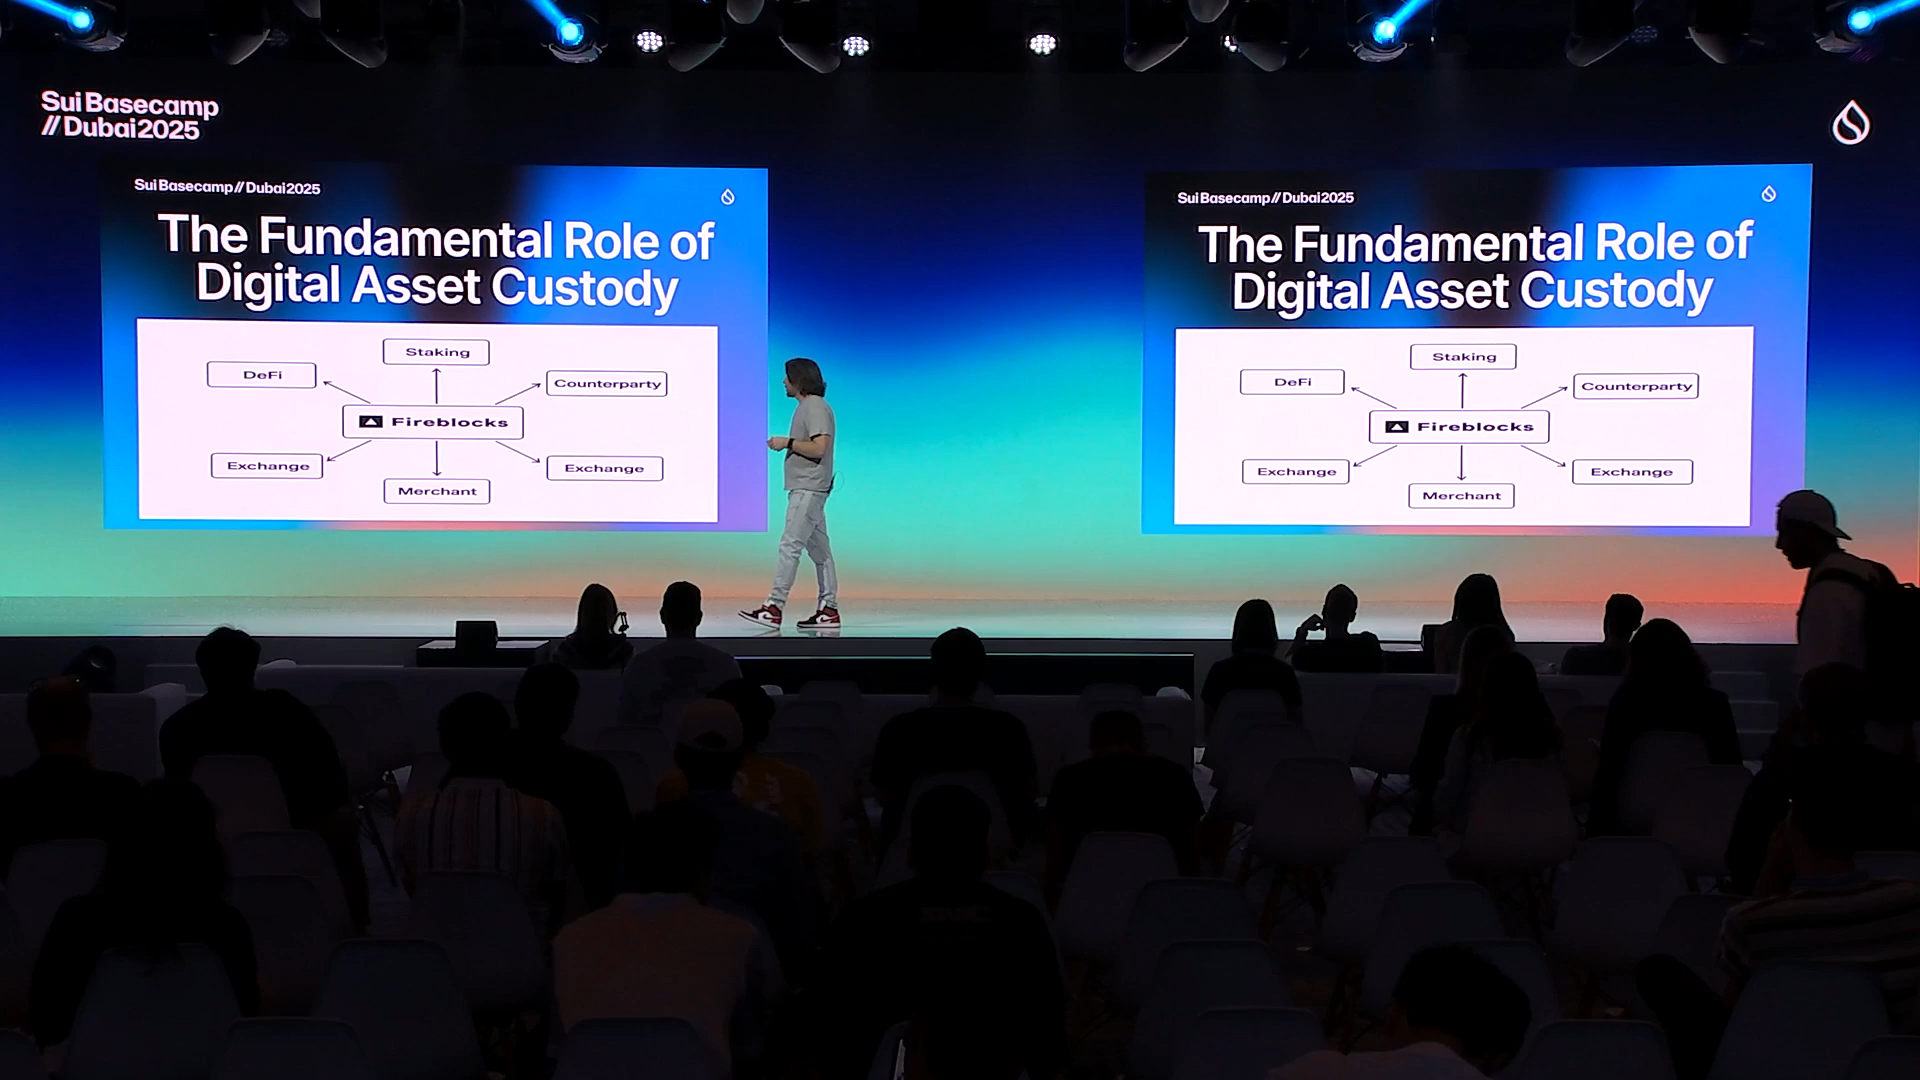 Sui Basecamp
//Dubai2025
Sui Basecamp//Dubai2025
The Fundamental Role of
Digital Asset Custody
Staking
DeFi
Counterparty
Fireblocks
Exchange
Exchange
Merchant
Sui Basecamp//Dubai2025
The Fundamental Role of
Digital Asset Custody
Staking
DeFi
Counterparty
Fireblocks
Exchange
Exchange
Merchant